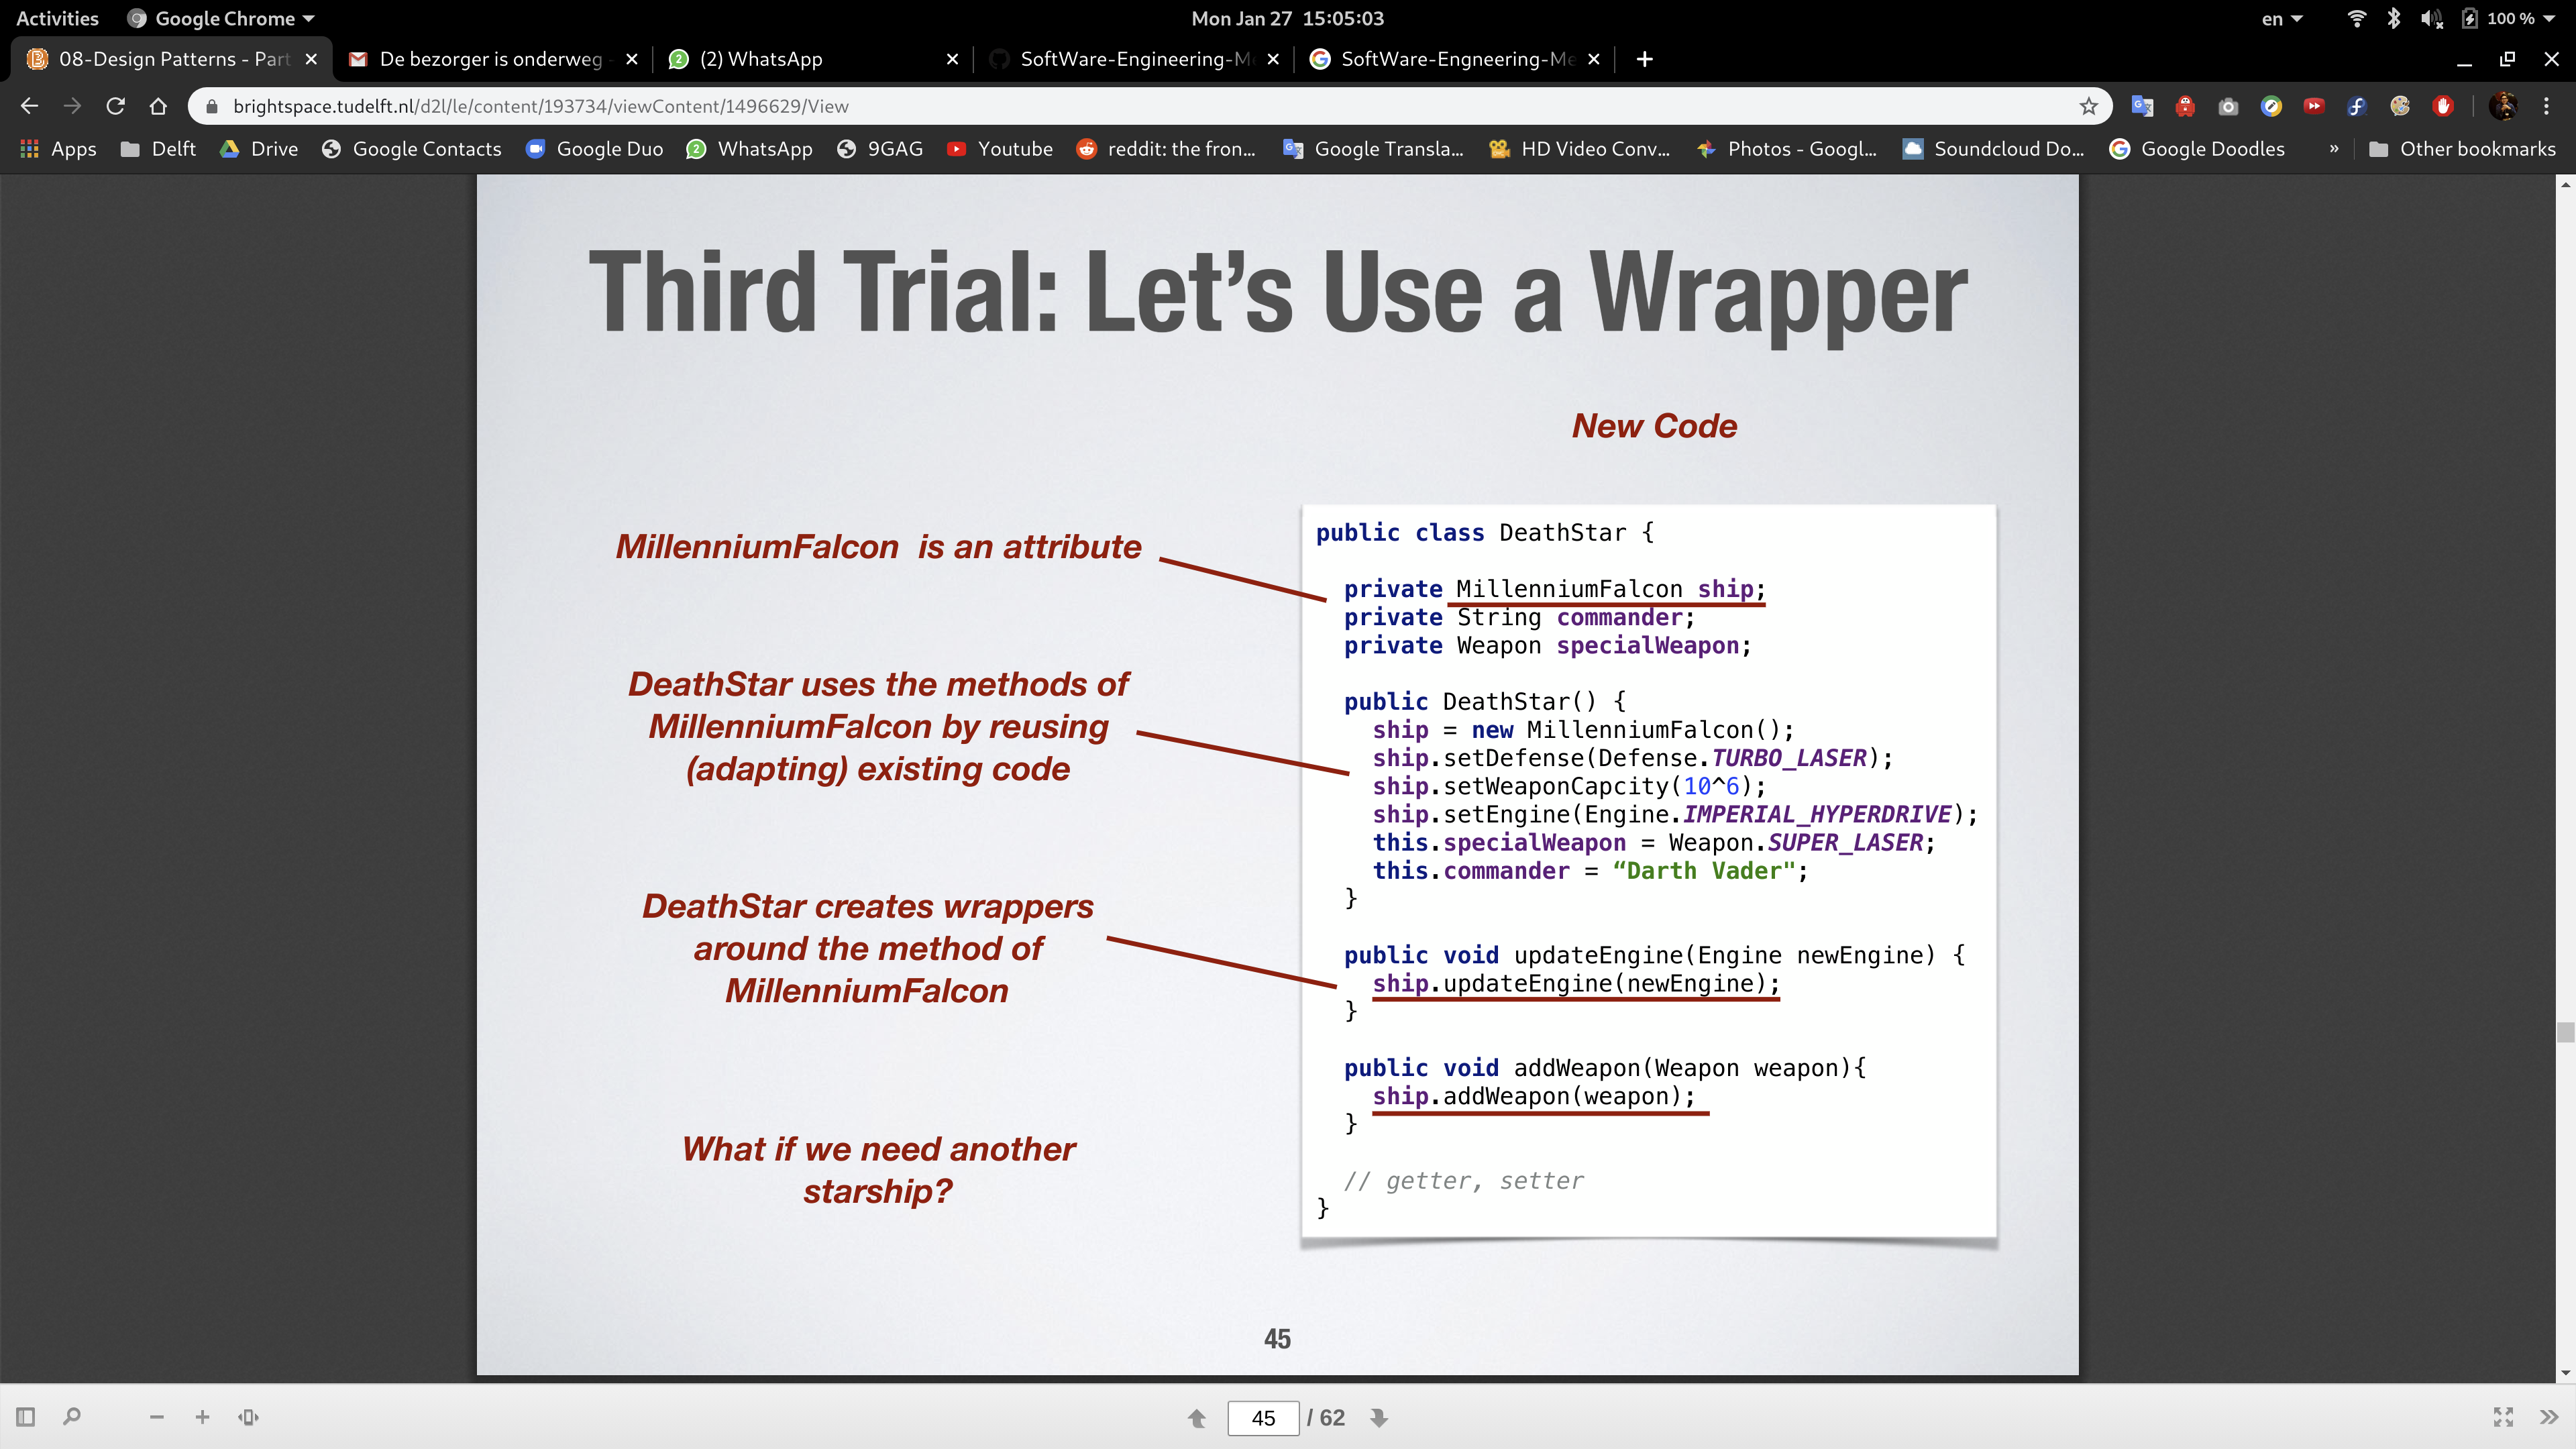 Activities Google Chrome Mon Jan 27 15:05:03 en 100 %
08-Design Patterns - Part De bezorger is onderweg - (2) WhatsApp SoftWare-Engineering-Me SoftWare-Engneering-Me
brightspace.tudelft.nl/d2l/le/content/193734/viewContent/1496629/View
Apps Delft Drive Google Contacts Google Duo WhatsApp 9GAG Youtube reddit: the fron... Google Transla... HD Video Conv... Photos - Googl... Soundcloud Do... Google Doodles » Other bookmarks
Third Trial: Let’s Use a Wrapper
New Code
MillenniumFalcon is an attribute
DeathStar uses the methods of
MillenniumFalcon by reusing
(adapting) existing code
DeathStar creates wrappers
around the method of
MillenniumFalcon
What if we need another
starship?
public class DeathStar {
private MillenniumFalcon ship;
private String commander;
private Weapon specialWeapon;
public DeathStar() {
ship = new MillenniumFalcon();
ship.setDefense(Defense.TURBO_LASER);
ship.setWeaponCapcity(10^6);
ship.setEngine(Engine.IMPERIAL_HYPERDRIVE);
this.specialWeapon = Weapon.SUPER_LASER;
this.commander = “Darth Vader";
}
public void updateEngine(Engine newEngine) {
ship.updateEngine(newEngine);
}
public void addWeapon(Weapon weapon){
ship.addWeapon(weapon);
}
// getter, setter
}
45
45 / 62